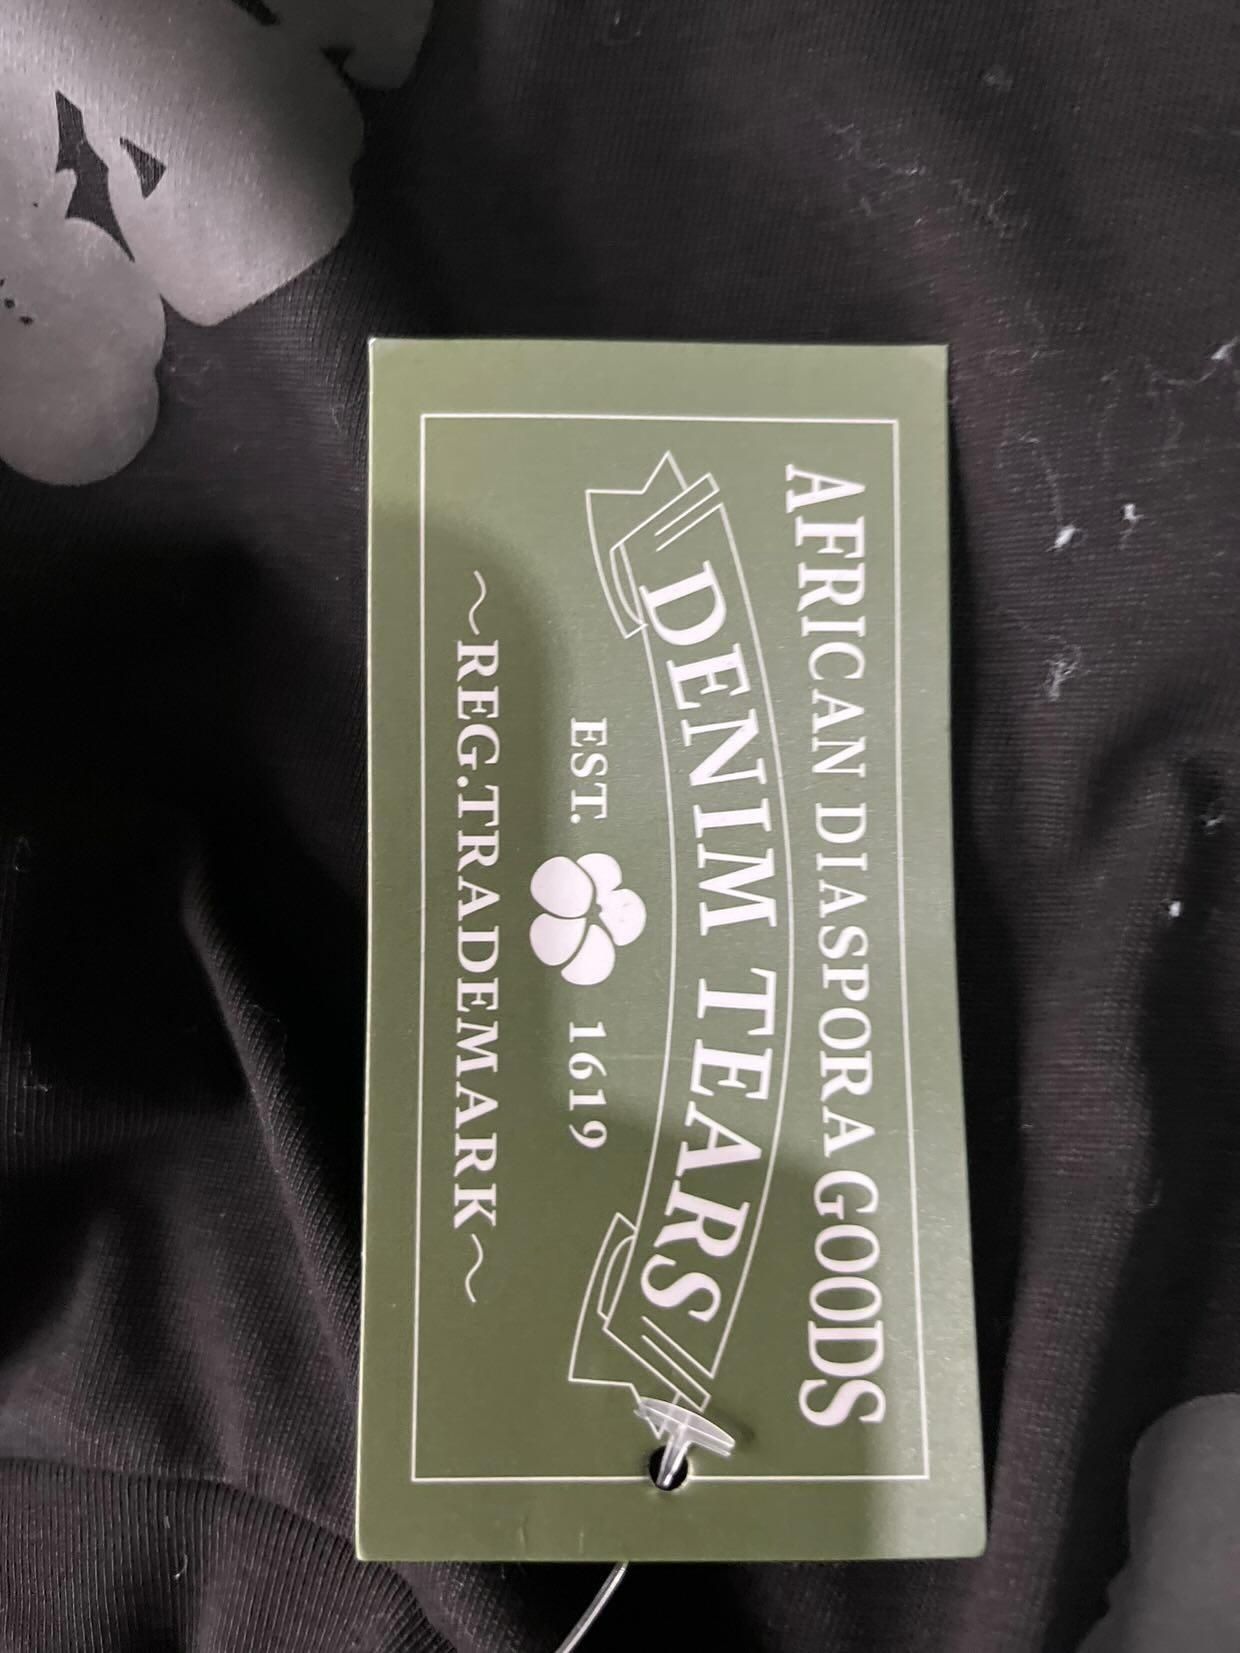 AFRICAN DIASPORA GOODS
DENIM TEARS
EST. 1619
~REG.TRADEMARK~